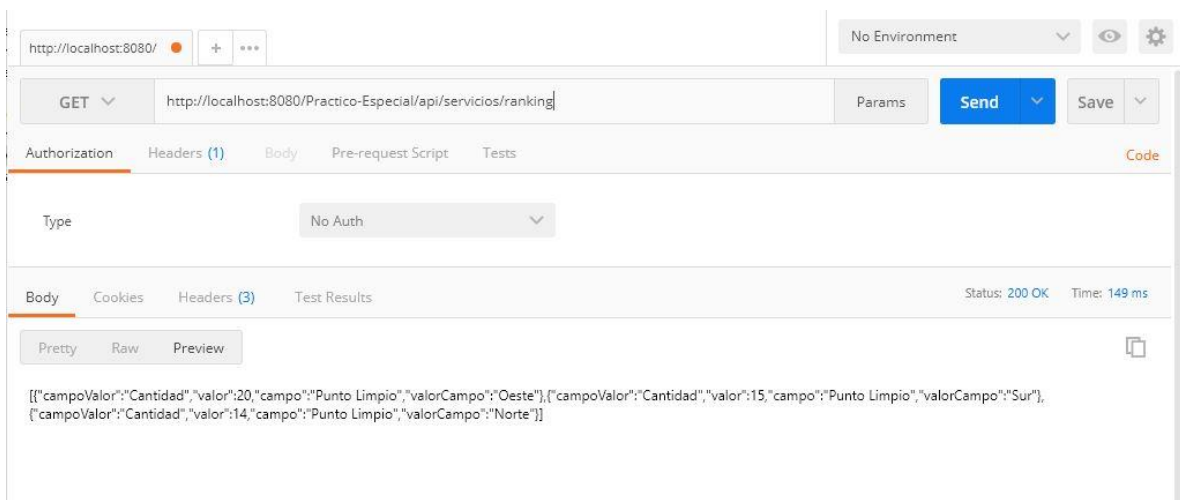 http://localhost:8080/
No Environment
GET
http://localhost:8080/Practico-Especial/api/servicios/ranking
Params
Send
Save
Authorization
Headers (1)
Body
Pre-request Script
Tests
Code
Type
No Auth
Body
Cookies
Headers (3)
Test Results
Status: 200 OK
Time: 149 ms
Pretty
Raw
Preview
[{"campoValor":"Cantidad","valor":20,"campo":"Punto Limpio","valorCampo":"Oeste"},{"campoValor":"Cantidad","valor":15,"campo":"Punto Limpio","valorCampo":"Sur"},
{"campoValor":"Cantidad","valor":14,"campo":"Punto Limpio","valorCampo":"Norte"}]